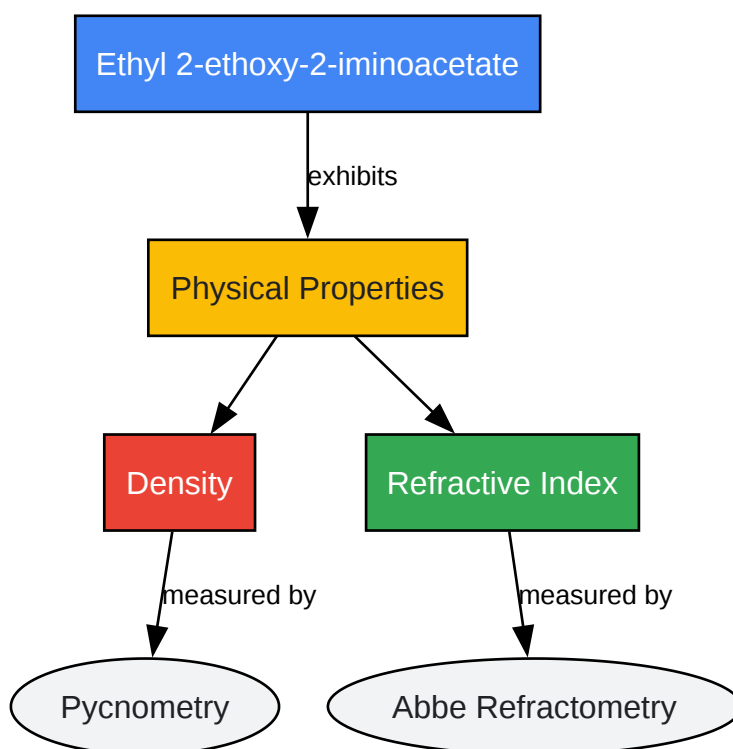 Ethyl 2-ethoxy-2-iminoacetate
exhibits
Physical Properties
Density
Refractive Index
measured by
measured by
Pycnometry
Abbe Refractometry